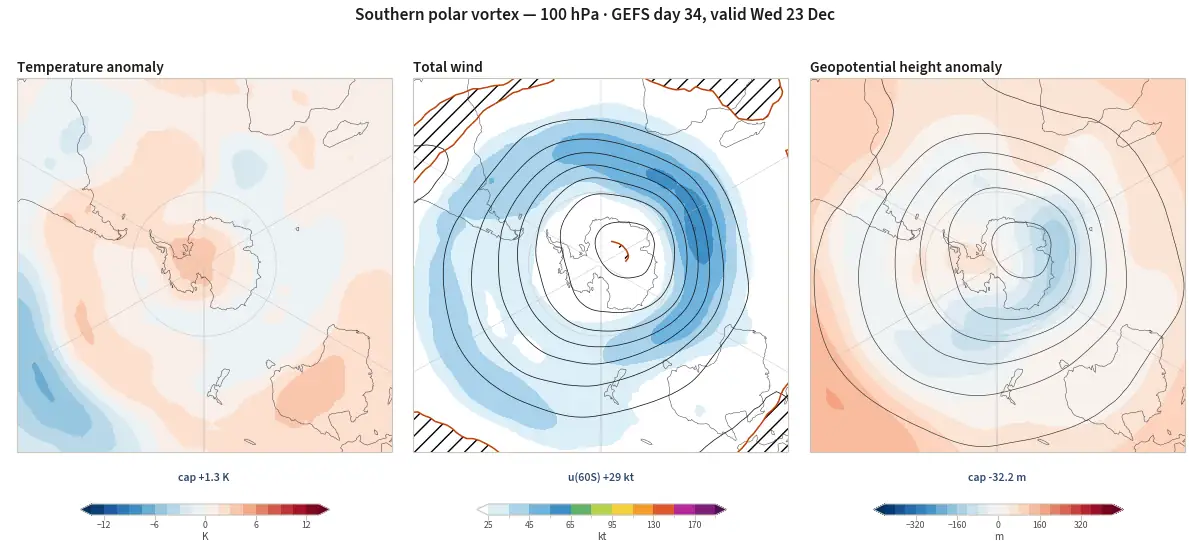 Southern polar vortex — 100 hPa · GEFS day 34, valid Wed 23 Dec
Temperature anomaly
Total wind
Geopotential height anomaly
cap +1.3 K
u(60S) +29 kt
cap -32.2 m
−12 −6 0 6 12
K
25 45 65 95 130 170
kt
−320 −160 0 160 320
m